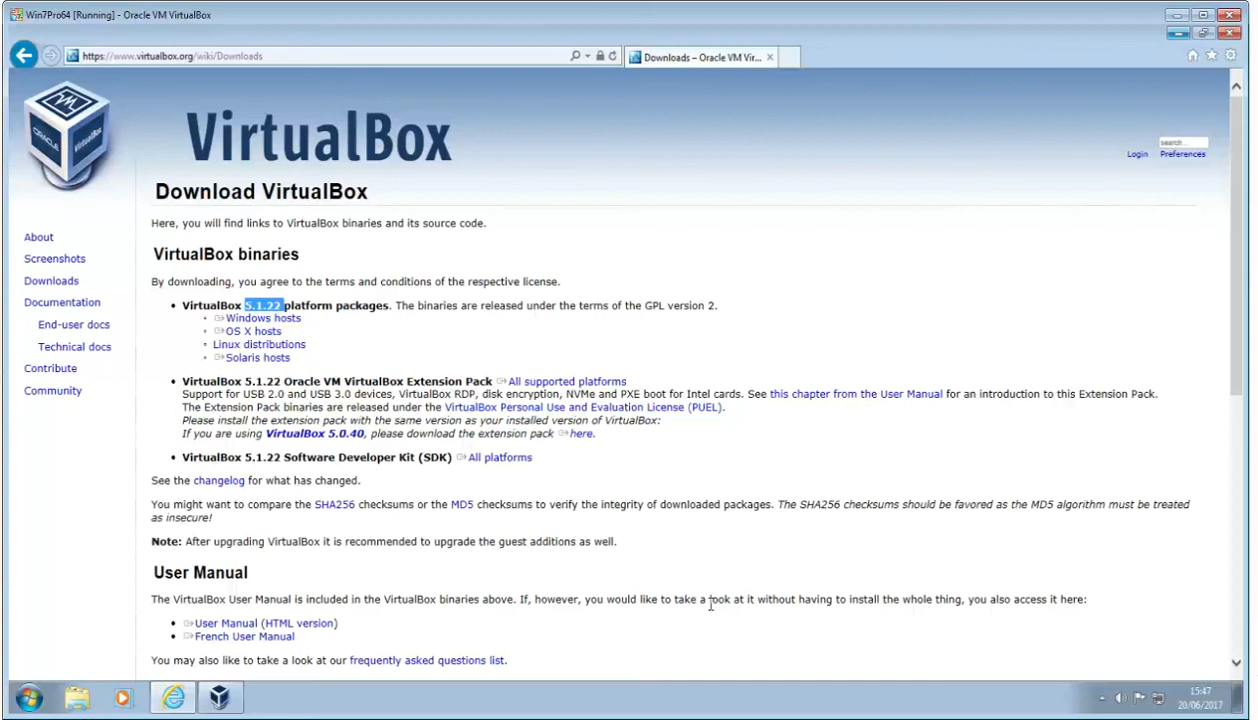 Win7Pro64 [Running] - Oracle VM VirtualBox
https://www.virtualbox.org/wiki/Downloads
Downloads – Oracle VM Vir...
ORACLE
VirtualBox
VirtualBox
search...
Login Preferences
Download VirtualBox
Here, you will find links to VirtualBox binaries and its source code.
About
Screenshots
Downloads
Documentation
End-user docs
Technical docs
Contribute
Community
VirtualBox binaries
By downloading, you agree to the terms and conditions of the respective license.
• VirtualBox 5.1.22 platform packages. The binaries are released under the terms of the GPL version 2.
Windows hosts
OS X hosts
Linux distributions
Solaris hosts
• VirtualBox 5.1.22 Oracle VM VirtualBox Extension Pack All supported platforms
Support for USB 2.0 and USB 3.0 devices, VirtualBox RDP, disk encryption, NVMe and PXE boot for Intel cards. See this chapter from the User Manual for an introduction to this Extension Pack.
The Extension Pack binaries are released under the VirtualBox Personal Use and Evaluation License (PUEL).
Please install the extension pack with the same version as your installed version of VirtualBox:
If you are using VirtualBox 5.0.40, please download the extension pack here.
• VirtualBox 5.1.22 Software Developer Kit (SDK) All platforms
See the changelog for what has changed.
You might want to compare the SHA256 checksums or the MD5 checksums to verify the integrity of downloaded packages. The SHA256 checksums should be favored as the MD5 algorithm must be treated
as insecure!
Note: After upgrading VirtualBox it is recommended to upgrade the guest additions as well.
User Manual
The VirtualBox User Manual is included in the VirtualBox binaries above. If, however, you would like to take a look at it without having to install the whole thing, you also access it here:
• User Manual (HTML version)
• French User Manual
You may also like to take a look at our frequently asked questions list.
15:47
20/06/2017